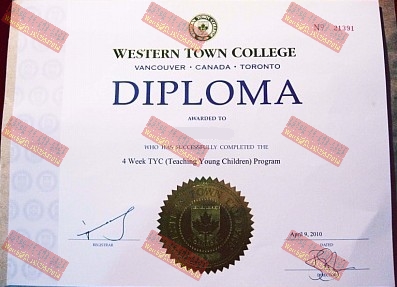 Nº 21391
WESTERN TOWN COLLEGE
VANCOUVER · CANADA · TORONTO
DIPLOMA
AWARDED TO
WHO HAS SUCCESSFULLY COMPLETED THE
4 Week TYC (Teaching Young Children) Program
April 9, 2010
REGISTRAR
DATED
DIRECTOR